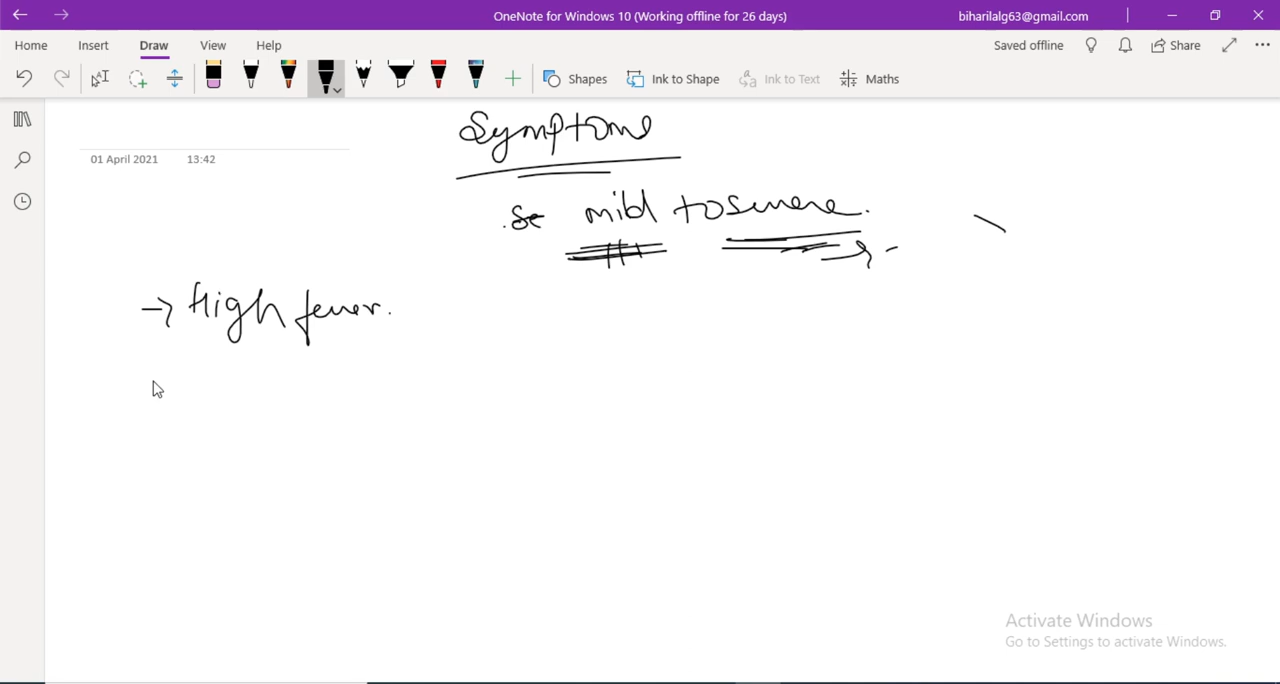 OneNote for Windows 10 (Working offline for 26 days)
biharilalg63@gmail.com
Home Insert Draw View Help
Saved offline Share
Shapes Ink to Shape Ink to Text Maths
Symptoms
mild to severe.
01 April 2021 13:42
→ High fever.
Activate Windows
Go to Settings to activate Windows.